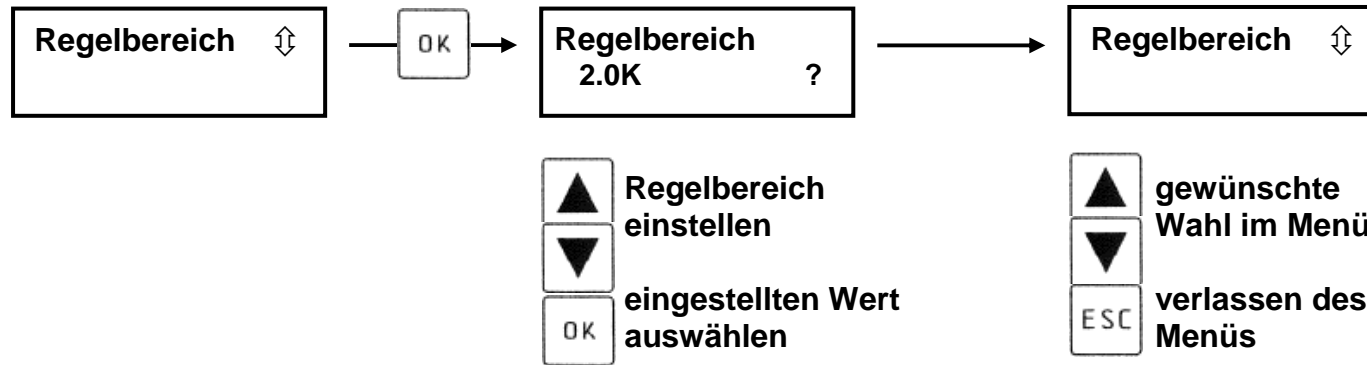 Regelbereich ⇳
OK
Regelbereich
2.0K ?
Regelbereich ⇳
Regelbereich
einstellen
eingestellten Wert
OK
auswählen
gewünschte
Wahl im Menü
verlassen des
ESC
Menüs